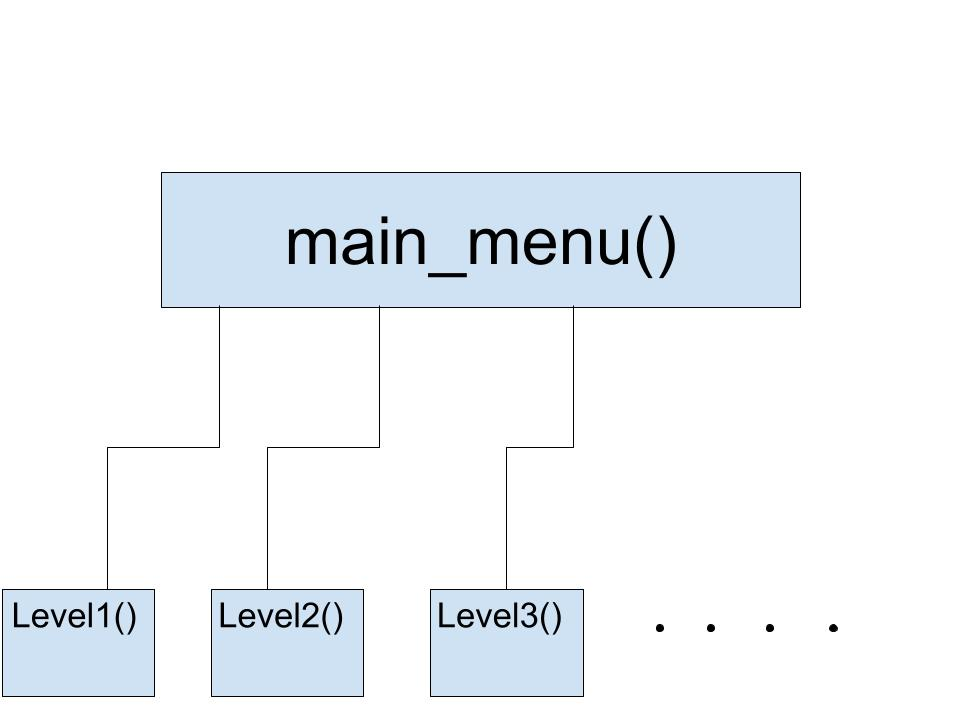 main_menu()
Level1()
Level2()
Level3()
. . . .